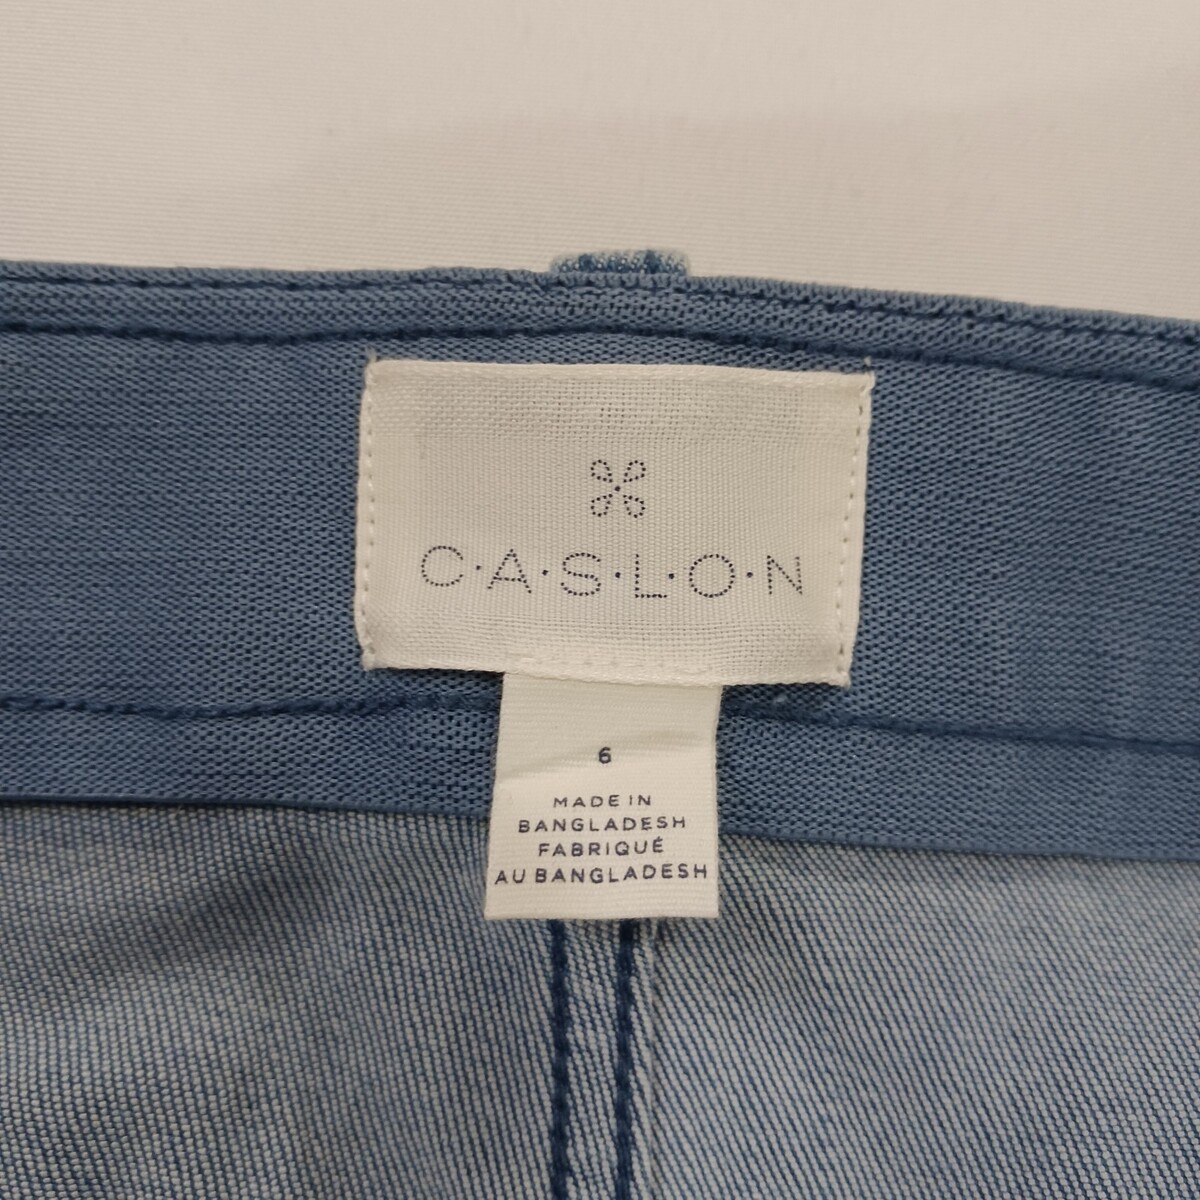 C·A·S·L·O·N
6
MADE IN
BANGLADESH
FABRIQUÉ
AU BANGLADESH